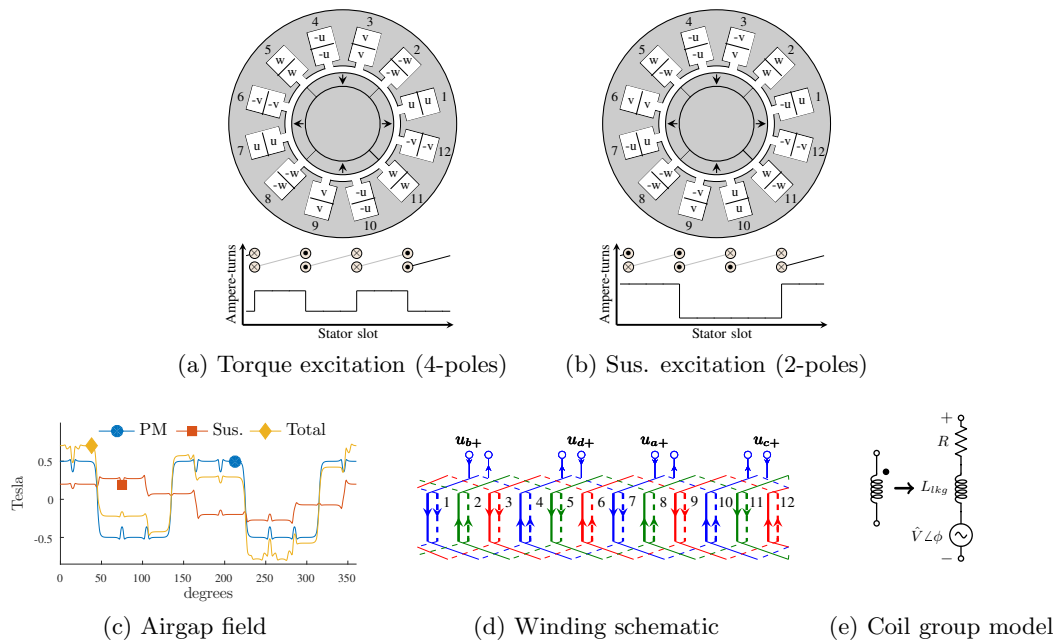 4 3
-u v
-u v
5 2
w w -w -w
6 1
-v -v u u
7 12
u u -v -v
8 11
-w -w w w
v -u
v -u
9 10
Ampere-turns
Stator slot
(a) Torque excitation (4-poles)
4 3
-u -v
-u v
5 2
w w -w -w
6 1
v -v -u u
7 12
-u u -v -v
8 11
-w -w w w
v u
-v u
9 10
Ampere-turns
Stator slot
(b) Sus. excitation (2-poles)
PM Sus. Total
Tesla
0.5
0
-0.5
0 50 100 150 200 250 300 350
degrees
(c) Airgap field
u_b+ u_d+ u_a+ u_c+
1 2 3 4 5 6 7 8 9 10 11 12
(d) Winding schematic
+
R
L_lkg
V̂∠ϕ
−
(e) Coil group model